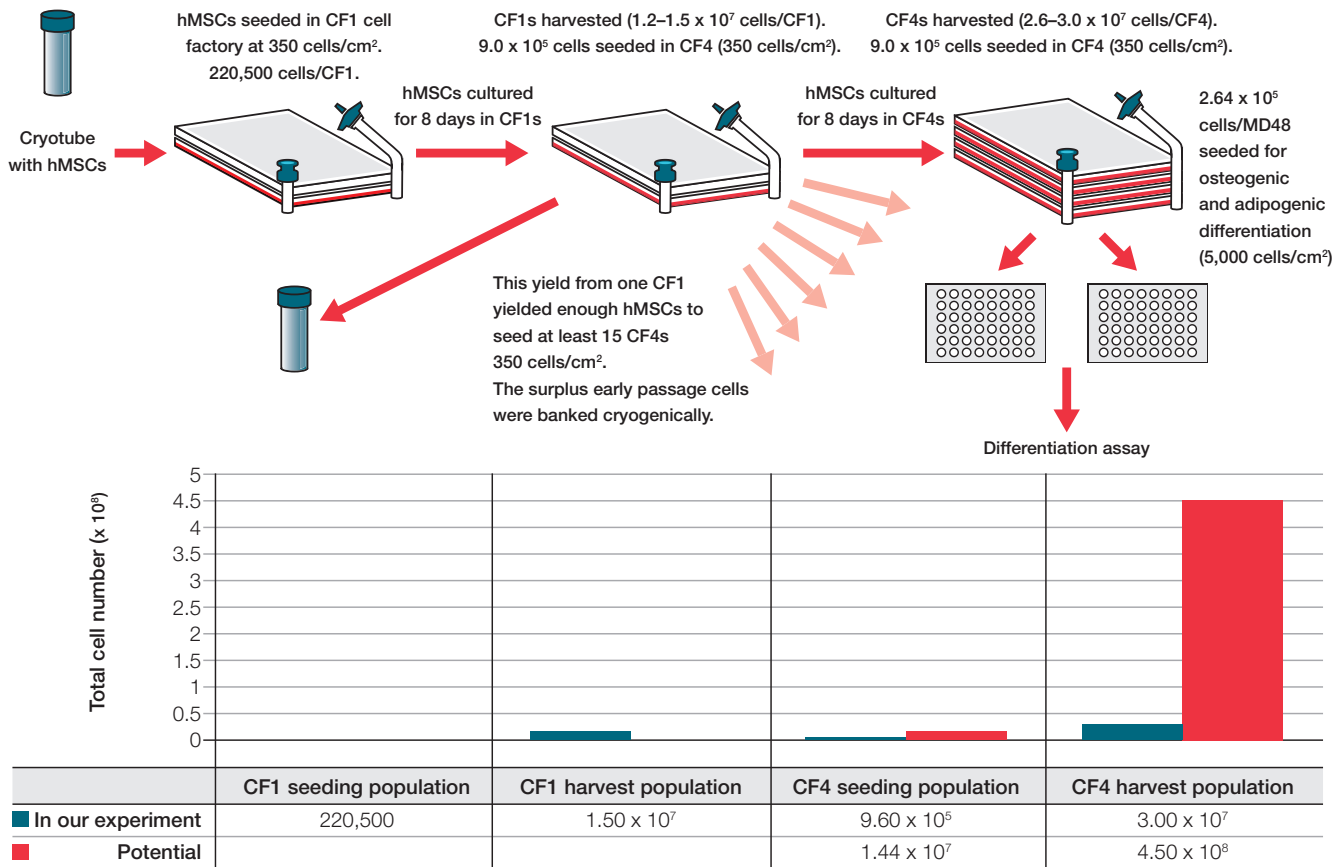 hMSCs seeded in CF1 cell
factory at 350 cells/cm².
220,500 cells/CF1.
CF1s harvested (1.2–1.5 x 10⁷ cells/CF1).
9.0 x 10⁵ cells seeded in CF4 (350 cells/cm²).
CF4s harvested (2.6–3.0 x 10⁷ cells/CF4).
9.0 x 10⁵ cells seeded in CF4 (350 cells/cm²).
Cryotube
with hMSCs
hMSCs cultured
for 8 days in CF1s
hMSCs cultured
for 8 days in CF4s
2.64 x 10⁵
cells/MD48
seeded for
osteogenic
and adipogenic
differentiation
(5,000 cells/cm²)
This yield from one CF1
yielded enough hMSCs to
seed at least 15 CF4s
350 cells/cm².
The surplus early passage cells
were banked cryogenically.
Differentiation assay
Total cell number (x 10⁸)
5
4.5
4
3.5
3
2.5
2
1.5
1
0.5
0
CF1 seeding population CF1 harvest population CF4 seeding population CF4 harvest population
In our experiment 220,500 1.50 x 10⁷ 9.60 x 10⁵ 3.00 x 10⁷
Potential 1.44 x 10⁷ 4.50 x 10⁸